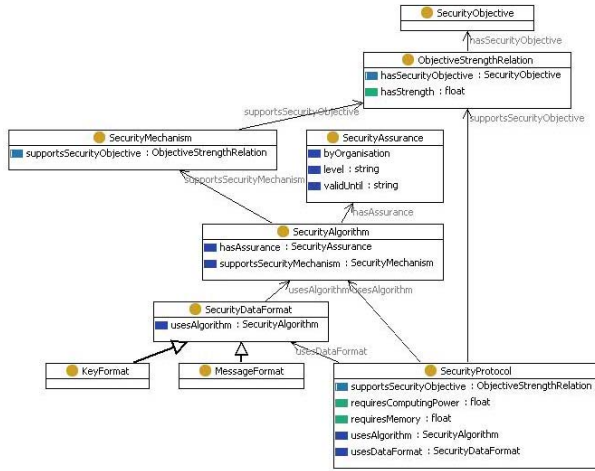 SecurityObjective
hasSecurityObjective
ObjectiveStrengthRelation
hasSecurityObjective : SecurityObjective
hasStrength : float
supportsSecurityObjective
supportsSecurityObjective
SecurityMechanism
supportsSecurityObjective : ObjectiveStrengthRelation
SecurityAssurance
byOrganisation
level : string
validUntil : string
supportsSecurityMechanism
hasAssurance
SecurityAlgorithm
hasAssurance : SecurityAssurance
supportsSecurityMechanism : SecurityMechanism
usesAlgorithm
usesAlgorithm
SecurityDataFormat
usesAlgorithm : SecurityAlgorithm
usesDataFormat
KeyFormat
MessageFormat
SecurityProtocol
supportsSecurityObjective : ObjectiveStrengthRelation
requiresComputingPower : float
requiresMemory : float
usesAlgorithm : SecurityAlgorithm
usesDataFormat : SecurityDataFormat